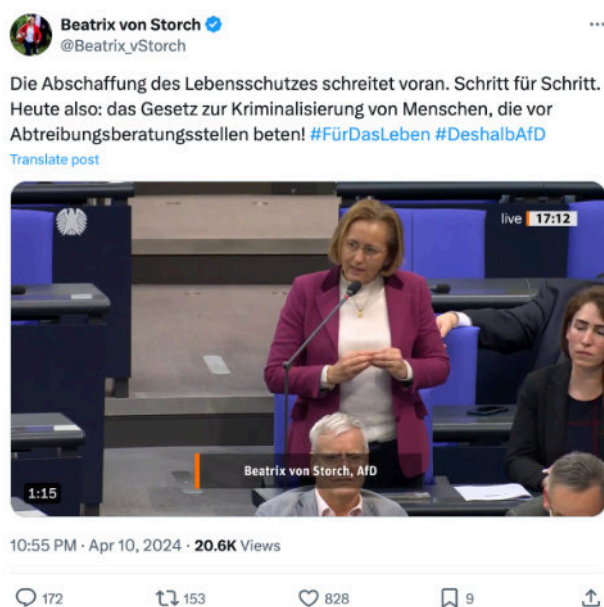 Beatrix von Storch
@Beatrix_vStorch
Die Abschaffung des Lebensschutzes schreitet voran. Schritt für Schritt.
Heute also: das Gesetz zur Kriminalisierung von Menschen, die vor
Abtreibungsberatungsstellen beten! #FürDasLeben #DeshalbAfD
Translate post
live 17:12
Beatrix von Storch, AfD
1:15
10:55 PM · Apr 10, 2024 · 20.6K Views
172 153 828 9